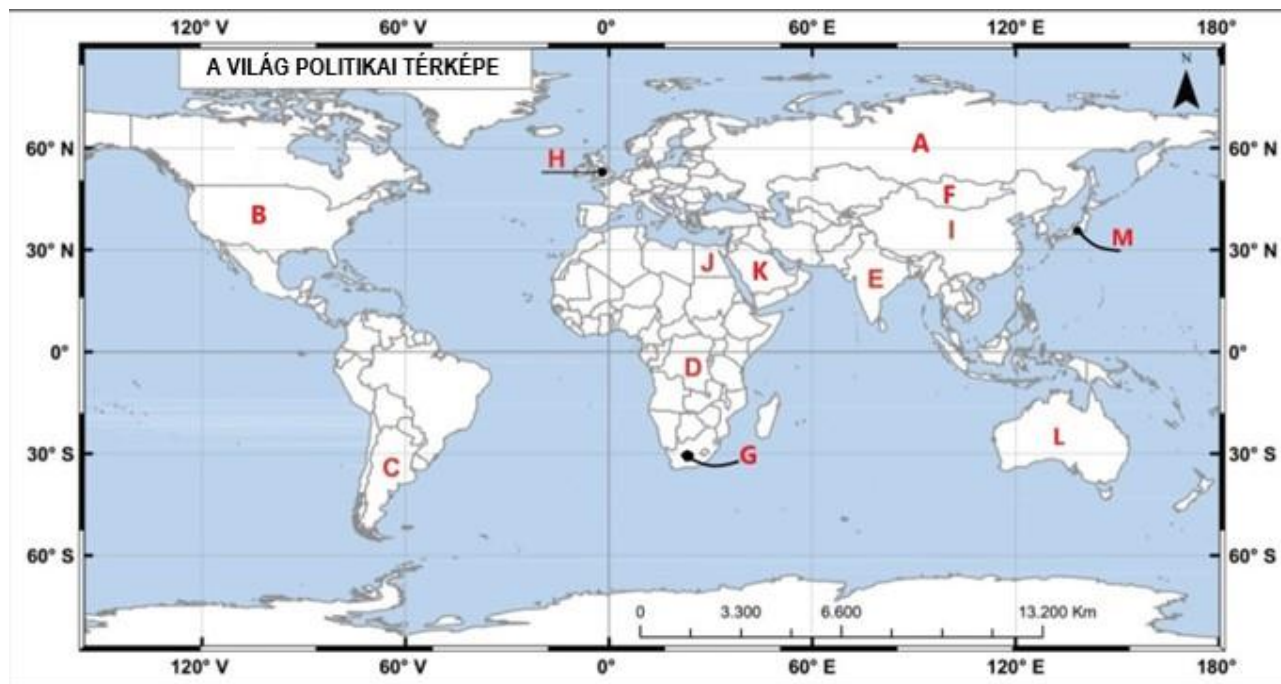 120° V 60° V 0° 60° E 120° E 180°
A VILÁG POLITIKAI TÉRKÉPE
N
60° N A 60° N
H
F
B
I
M
30° N J K 30° N
E
0° 0°
D
30° S C G L 30° S
60° S 60° S
0 3.300 6.600 13.200 Km
120° V 60° V 0° 60° E 120° E 180°